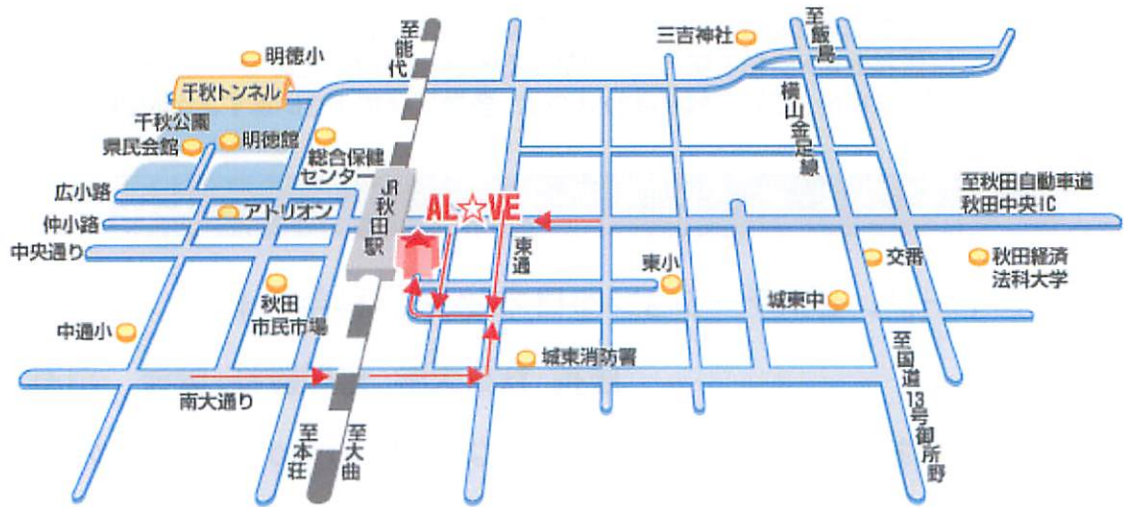 至能代
三吉神社
至飯島
明徳小
千秋トンネル
千秋公園
県民会館
明徳館
総合保健
センター
横山金足線
広小路
JR秋田駅
AL☆VE
至秋田自動車道
秋田中央IC
アトリオン
仲小路
中央通り
東通
東小
交番
秋田経済
法科大学
秋田
市民市場
城東中
中通小
城東消防署
南大通り
至本荘
至大曲
至国道13号御所野